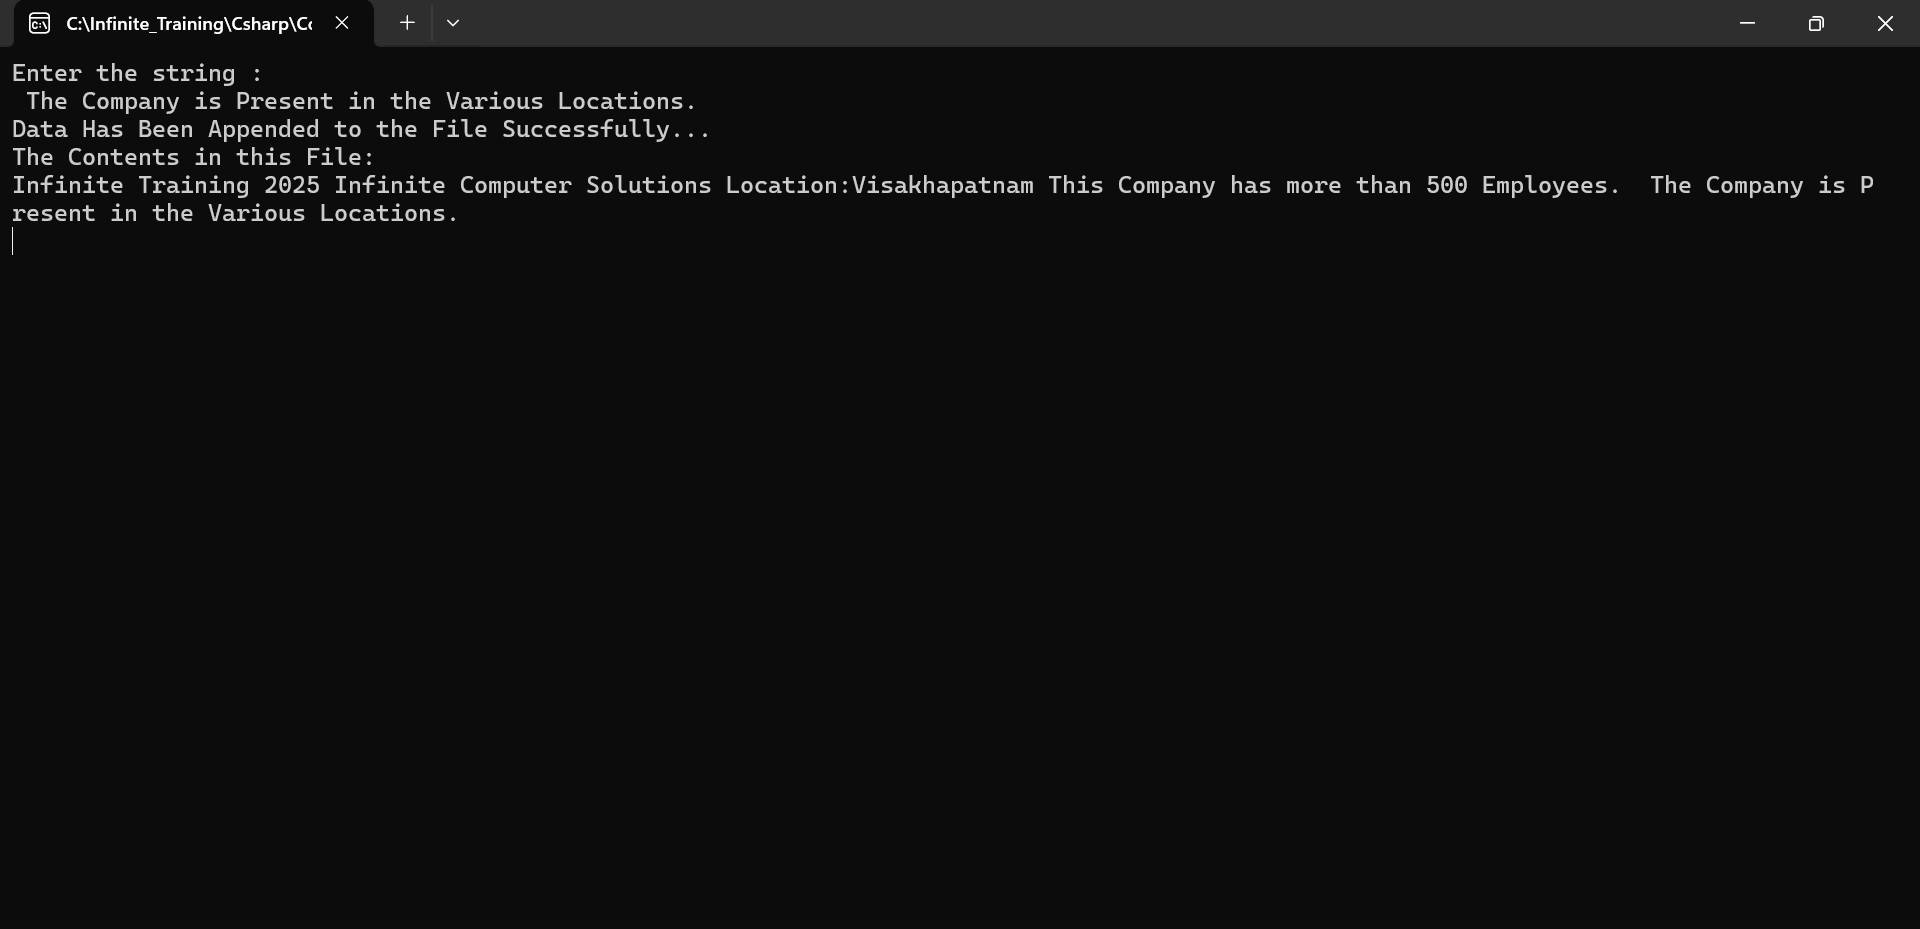 C:\Infinite_Training\Csharp\Cc
Enter the string :
 The Company is Present in the Various Locations.
Data Has Been Appended to the File Successfully...
The Contents in this File:
Infinite Training 2025 Infinite Computer Solutions Location:Visakhapatnam This Company has more than 500 Employees.  The Company is P
resent in the Various Locations.